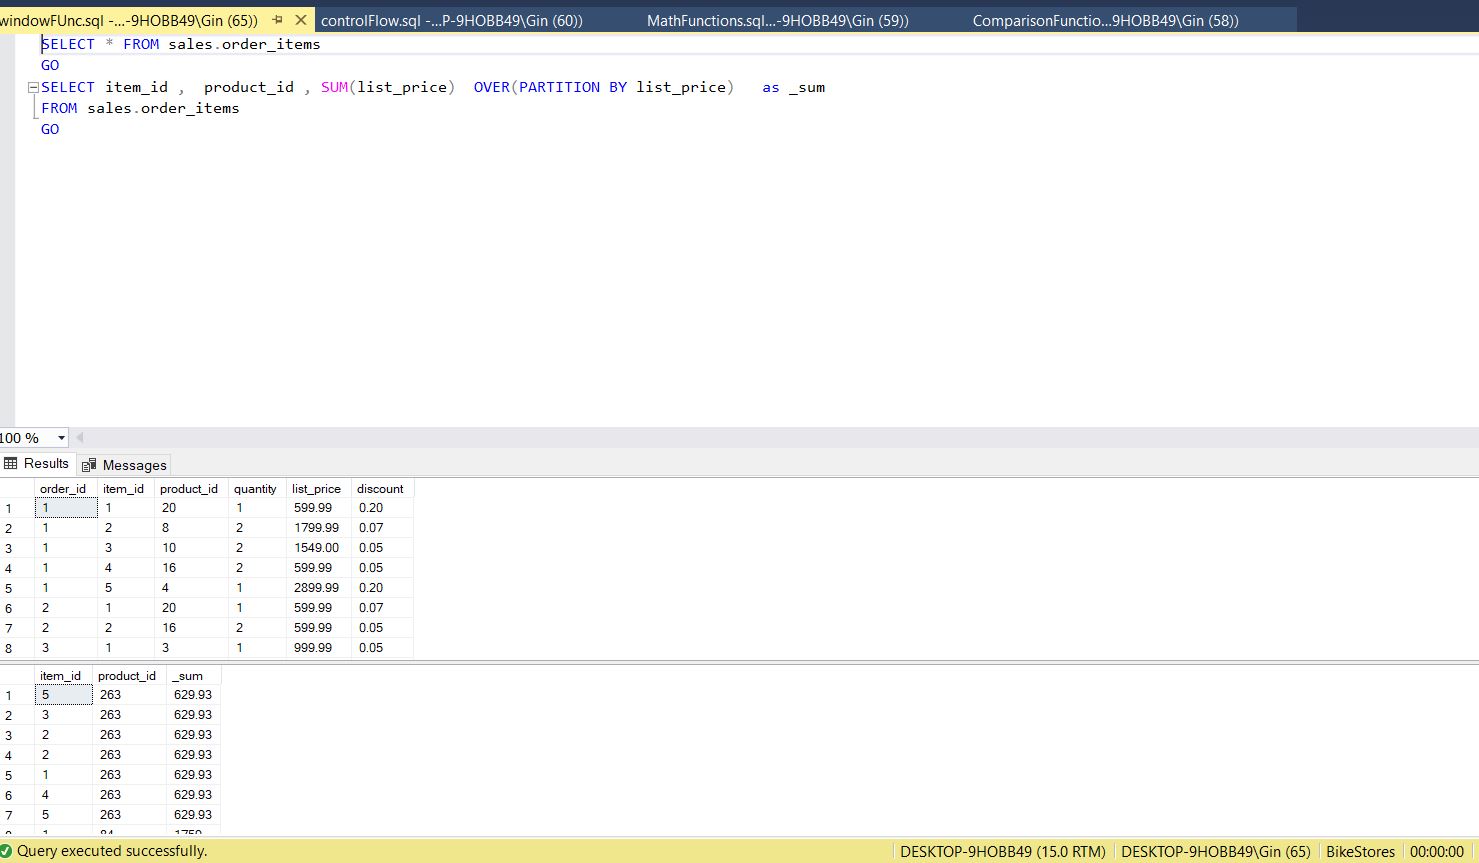 windowFUnc.sql -...-9HOBB49\Gin (65)) controlFlow.sql -...P-9HOBB49\Gin (60)) MathFunctions.sql...-9HOBB49\Gin (59)) ComparisonFunctio...9HOBB49\Gin (58))
SELECT * FROM sales.order_items
GO
SELECT item_id , product_id , SUM(list_price) OVER(PARTITION BY list_price) as _sum
FROM sales.order_items
GO
100 %
Results Messages
order_id item_id product_id quantity list_price discount
1 1 1 20 1 599.99 0.20
2 1 2 8 2 1799.99 0.07
3 1 3 10 2 1549.00 0.05
4 1 4 16 2 599.99 0.05
5 1 5 4 1 2899.99 0.20
6 2 1 20 1 599.99 0.07
7 2 2 16 2 599.99 0.05
8 3 1 3 1 999.99 0.05
item_id product_id _sum
1 5 263 629.93
2 3 263 629.93
3 2 263 629.93
4 2 263 629.93
5 1 263 629.93
6 4 263 629.93
7 5 263 629.93
Query executed successfully. DESKTOP-9HOBB49 (15.0 RTM) DESKTOP-9HOBB49\Gin (65) BikeStores 00:00:00